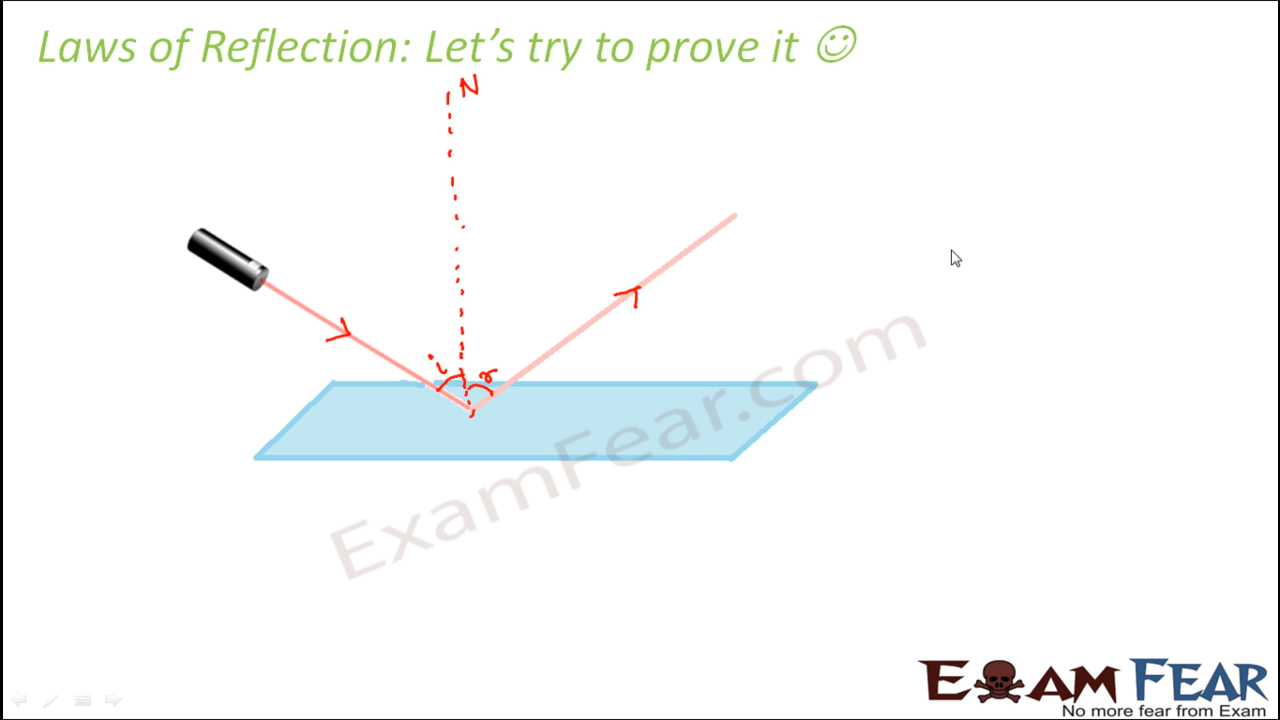 Laws of Reflection: Let's try to prove it ☺
N
i
r
ExamFear.com
EXAM FEAR
No more fear from Exam